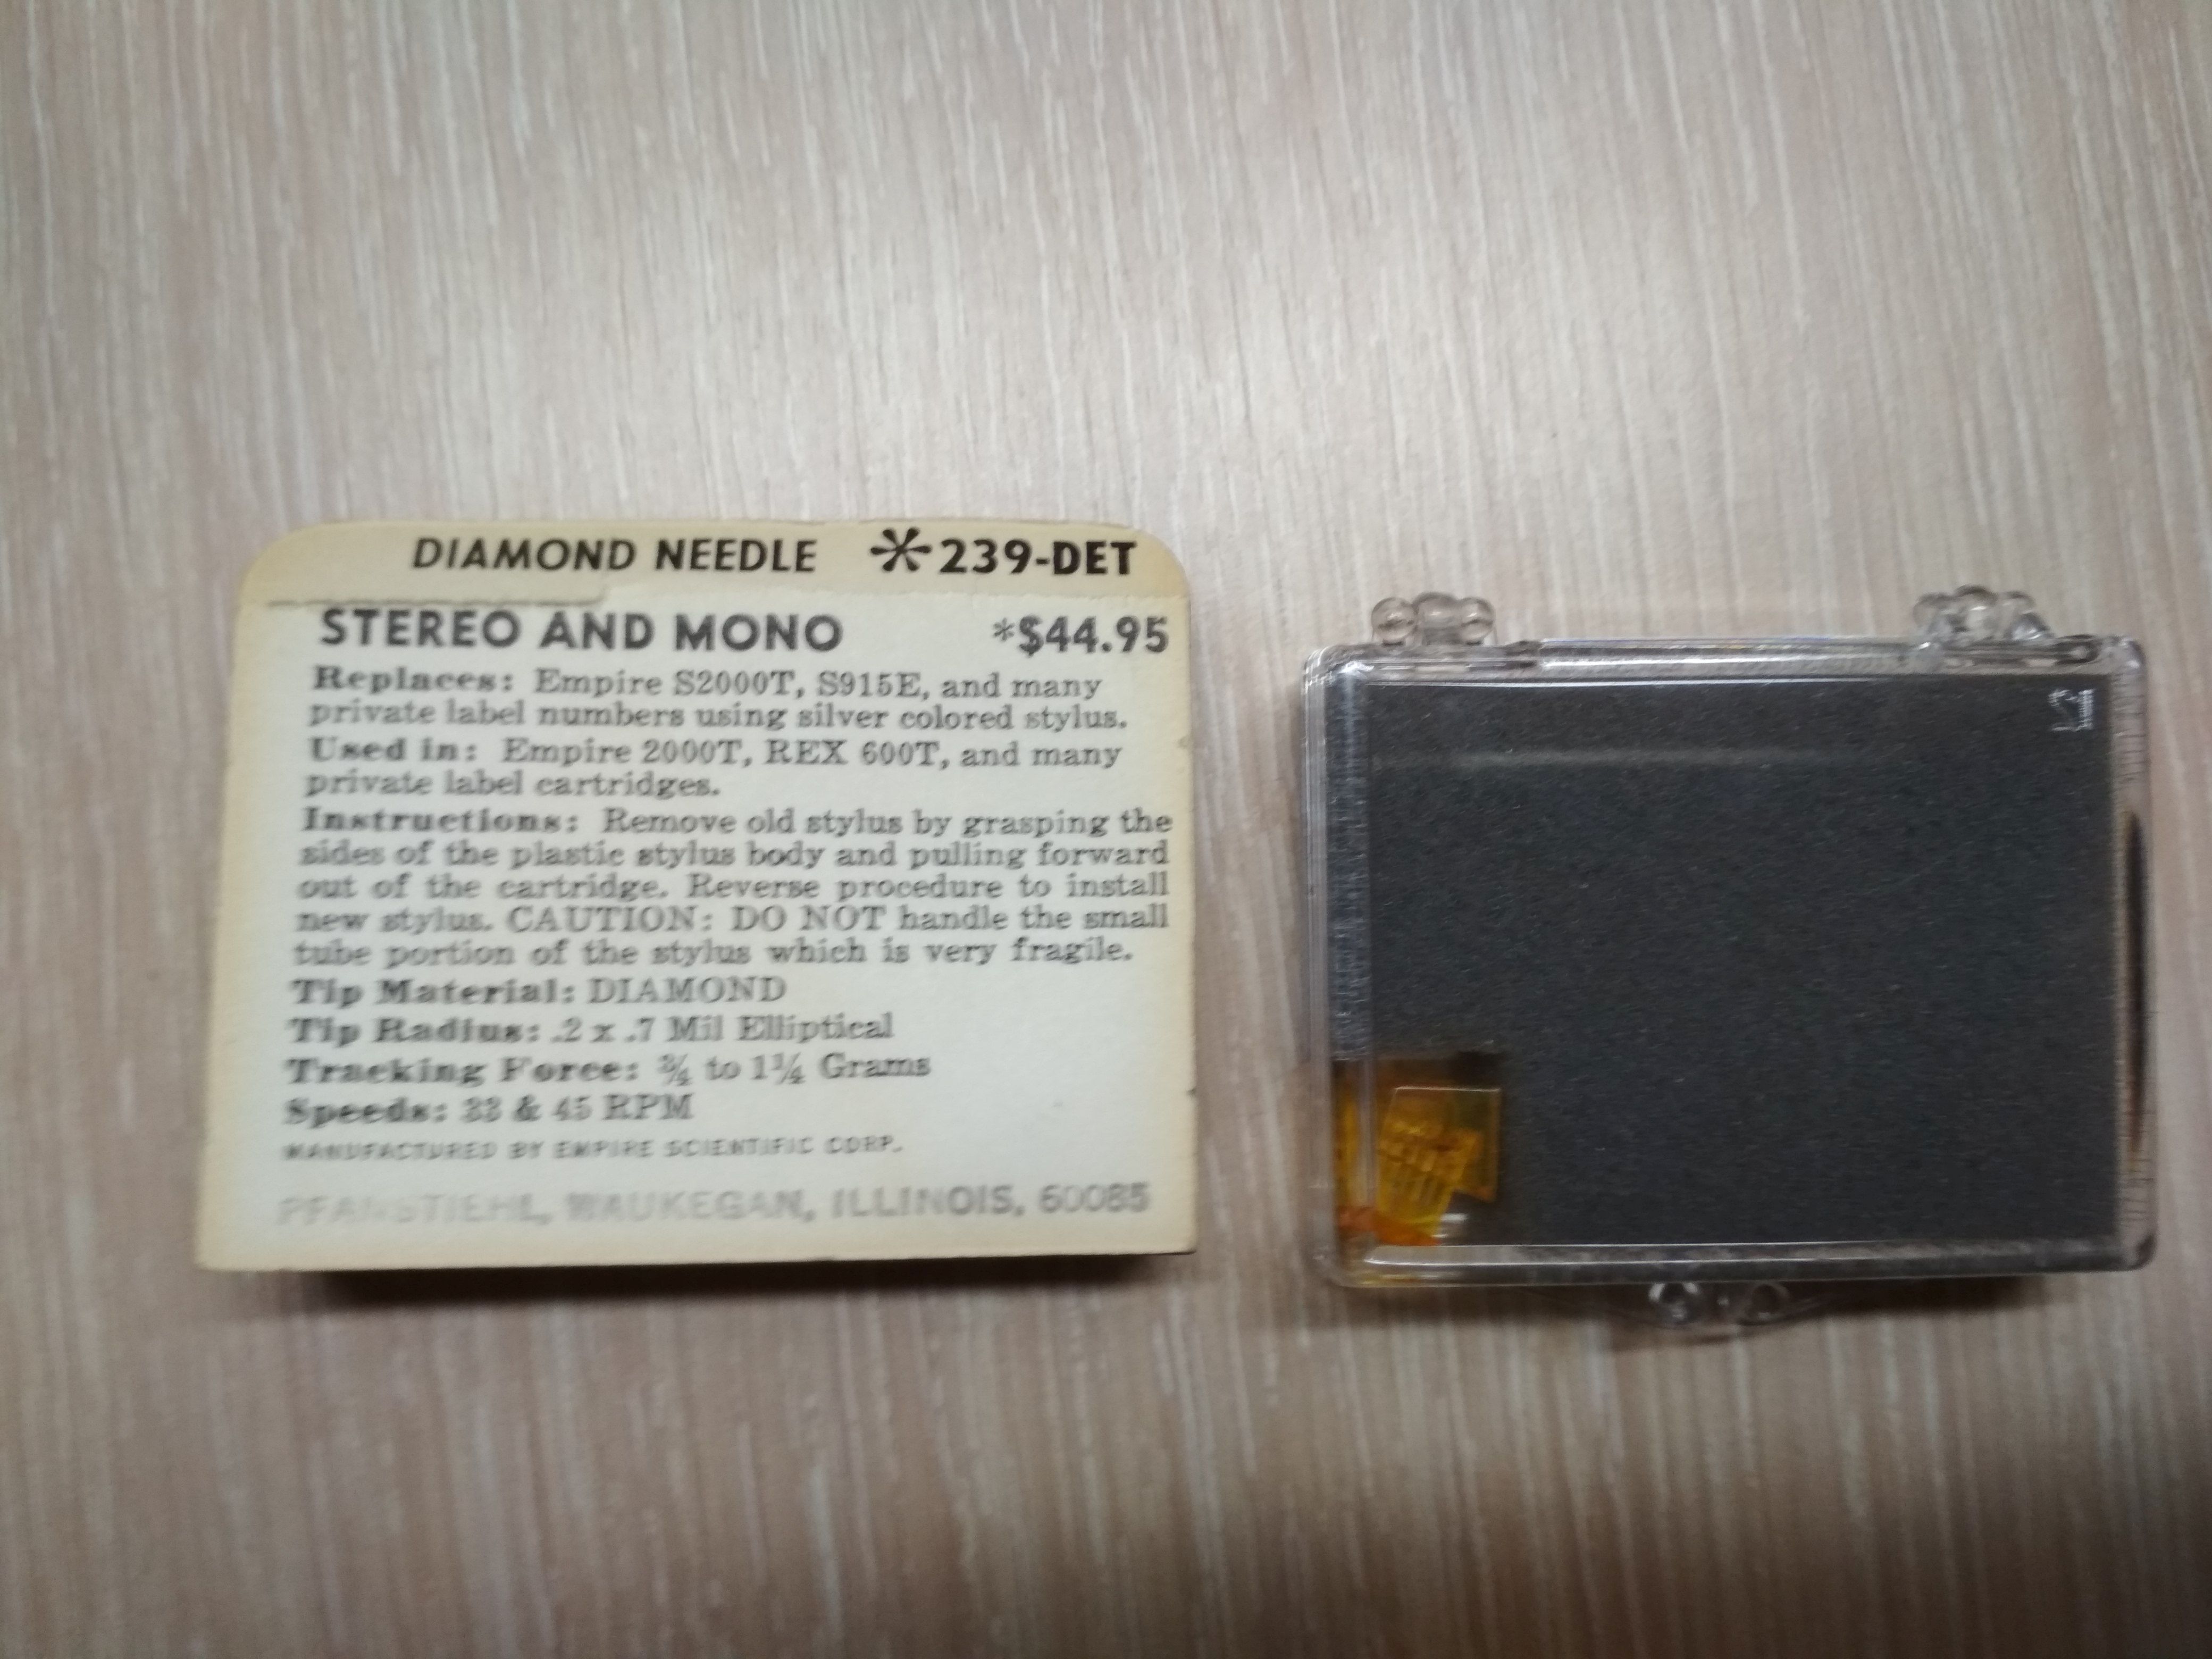 DIAMOND NEEDLE *239-DET
STEREO AND MONO *$44.95
Replaces: Empire S2000T, S915E, and many
private label numbers using silver colored stylus.
Used in: Empire 2000T, REX 600T, and many
private label cartridges.
Instructions: Remove old stylus by grasping the
sides of the plastic stylus body and pulling forward
out of the cartridge. Reverse procedure to install
new stylus. CAUTION: DO NOT handle the small
tube portion of the stylus which is very fragile.
Tip Material: DIAMOND
Tip Radius: .2 x .7 Mil Elliptical
Tracking Force: ¾ to 1¼ Grams
Speeds: 33 & 45 RPM
MANUFACTURED BY EMPIRE SCIENTIFIC CORP.
PFANSTIEHL, WAUKEGAN, ILLINOIS, 60085